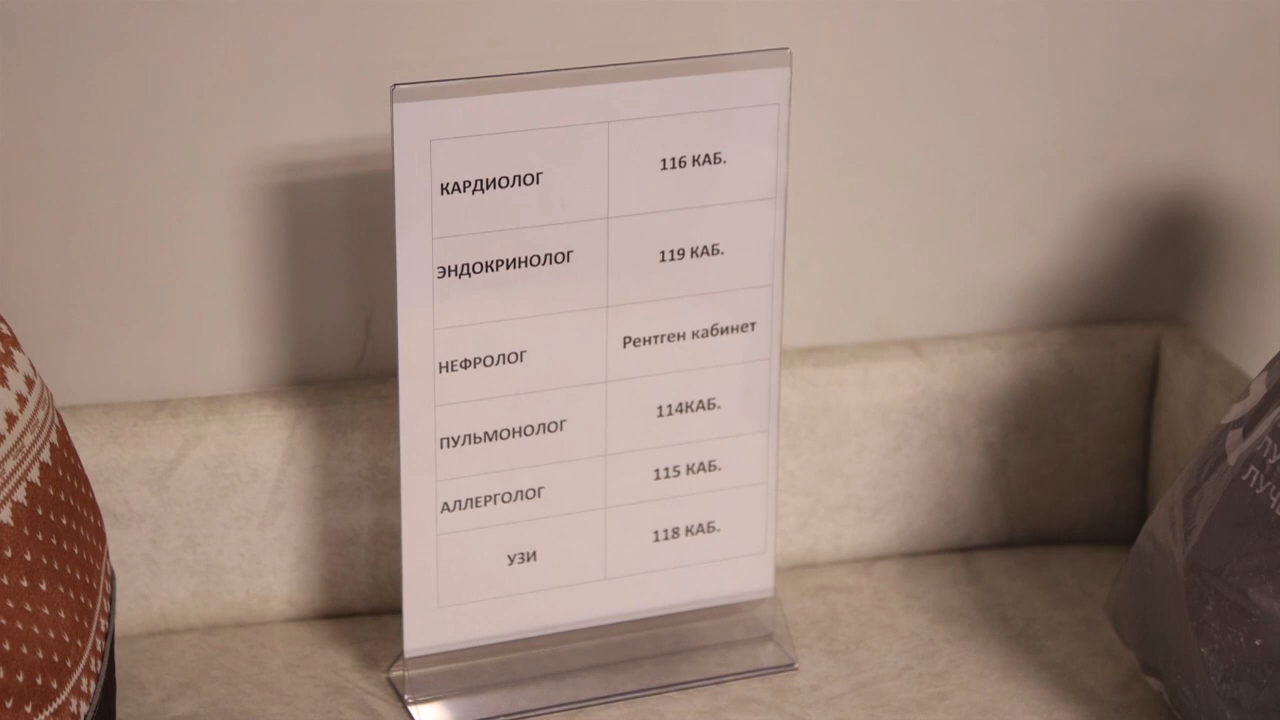 КАРДИОЛОГ 116 КАБ.
ЭНДОКРИНОЛОГ 119 КАБ.
НЕФРОЛОГ Рентген кабинет
ПУЛЬМОНОЛОГ 114КАБ.
АЛЛЕРГОЛОГ 115 КАБ.
УЗИ 118 КАБ.